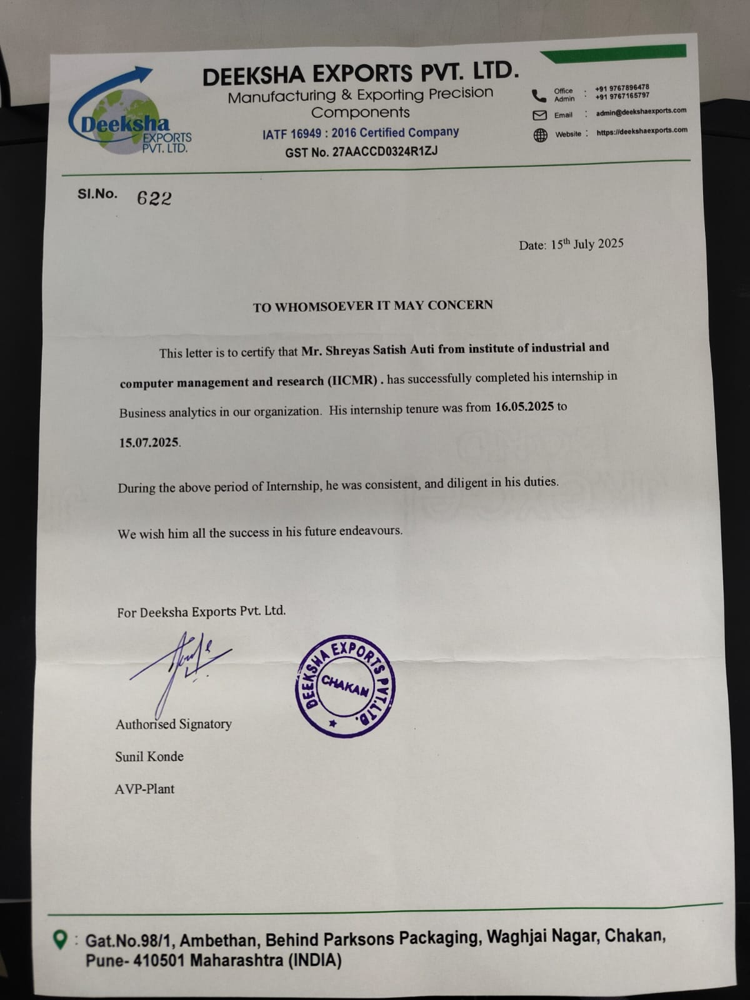 Deeksha
EXPORTS
PVT. LTD.
DEEKSHA EXPORTS PVT. LTD.
Manufacturing & Exporting Precision
Components
IATF 16949 : 2016 Certified Company
GST No. 27AACCD0324R1ZJ
Office : +91 9767896478
Admin +91 9767165797
Email : admin@deekshaexports.com
Website : https://deekshaexports.com
SI.No. 622
Date: 15th July 2025
TO WHOMSOEVER IT MAY CONCERN
This letter is to certify that Mr. Shreyas Satish Auti from institute of industrial and
computer management and research (IICMR) . has successfully completed his internship in
Business analytics in our organization. His internship tenure was from 16.05.2025 to
15.07.2025.
During the above period of Internship, he was consistent, and diligent in his duties.
We wish him all the success in his future endeavours.
For Deeksha Exports Pvt. Ltd.
DEEKSHA EXPORTS PVT.LTD.
CHAKAN
Authorised Signatory
Sunil Konde
AVP-Plant
: Gat.No.98/1, Ambethan, Behind Parksons Packaging, Waghjai Nagar, Chakan,
Pune- 410501 Maharashtra (INDIA)